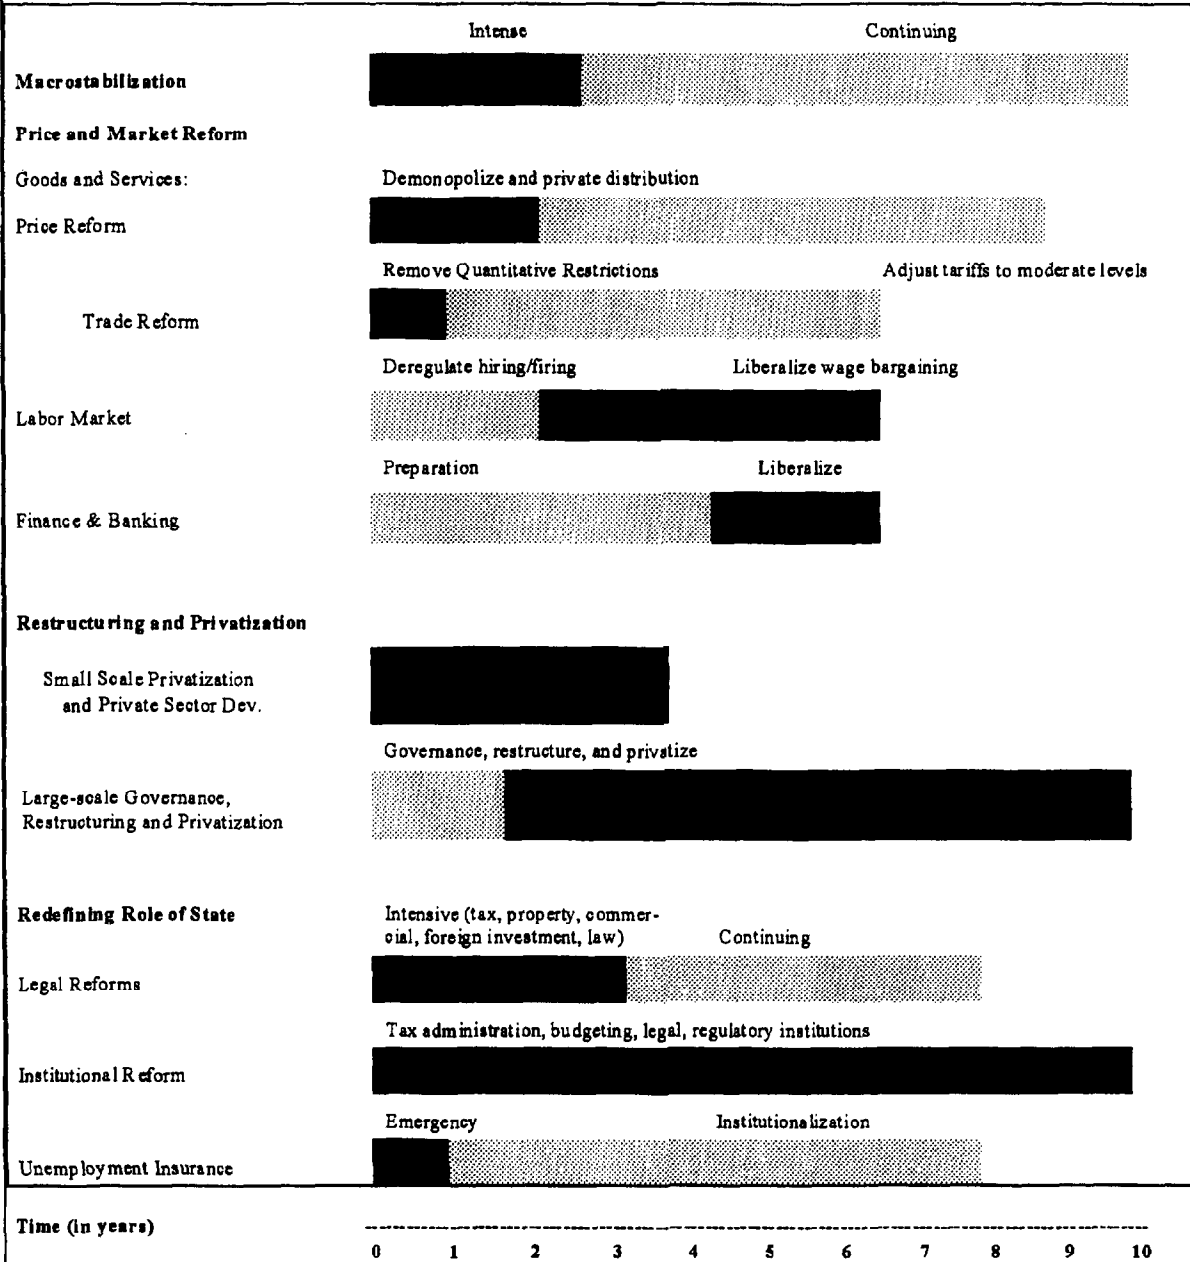 Intense Continuing
Macrostabilization
Price and Market Reform
Goods and Services: Demonopolize and private distribution
Price Reform
Remove Quantitative Restrictions Adjust tariffs to moderate levels
Trade Reform
Deregulate hiring/firing Liberalize wage bargaining
Labor Market
Preparation Liberalize
Finance & Banking
Restructuring and Privatization
Small Scale Privatization
and Private Sector Dev.
Governance, restructure, and privatize
Large-scale Governance,
Restructuring and Privatization
Redefining Role of State Intensive (tax, property, commer-
cial, foreign investment, law) Continuing
Legal Reforms
Tax administration, budgeting, legal, regulatory institutions
Institutional Reform
Emergency Institutionalization
Unemployment Insurance
Time (in years)
0 1 2 3 4 5 6 7 8 9 10